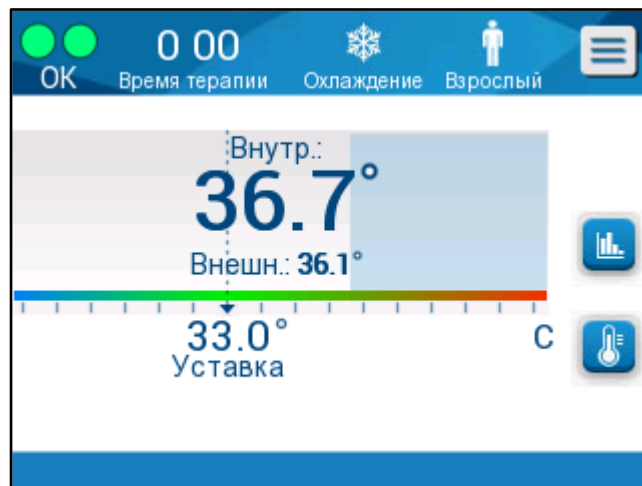 0 00
OK Время терапии Охлаждение Взрослый
Внутр.:
36.7°
Внешн.: 36.1°
33.0° C
Уставка